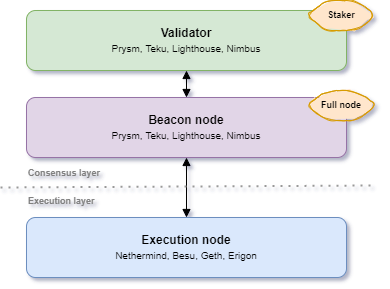 Staker
Validator
Prysm, Teku, Lighthouse, Nimbus
Full node
Beacon node
Prysm, Teku, Lighthouse, Nimbus
Consensus layer
Execution layer
Execution node
Nethermind, Besu, Geth, Erigon